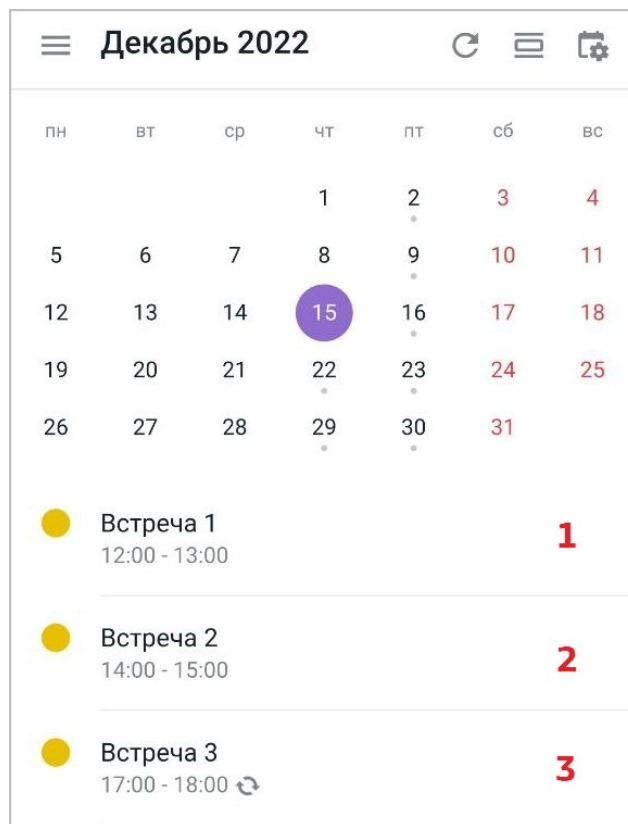 Декабрь 2022
пн вт ср чт пт сб вс
1 2 3 4
5 6 7 8 9 10 11
12 13 14 15 16 17 18
19 20 21 22 23 24 25
26 27 28 29 30 31
Встреча 1
12:00 - 13:00
1
Встреча 2
14:00 - 15:00
2
Встреча 3
17:00 - 18:00
3